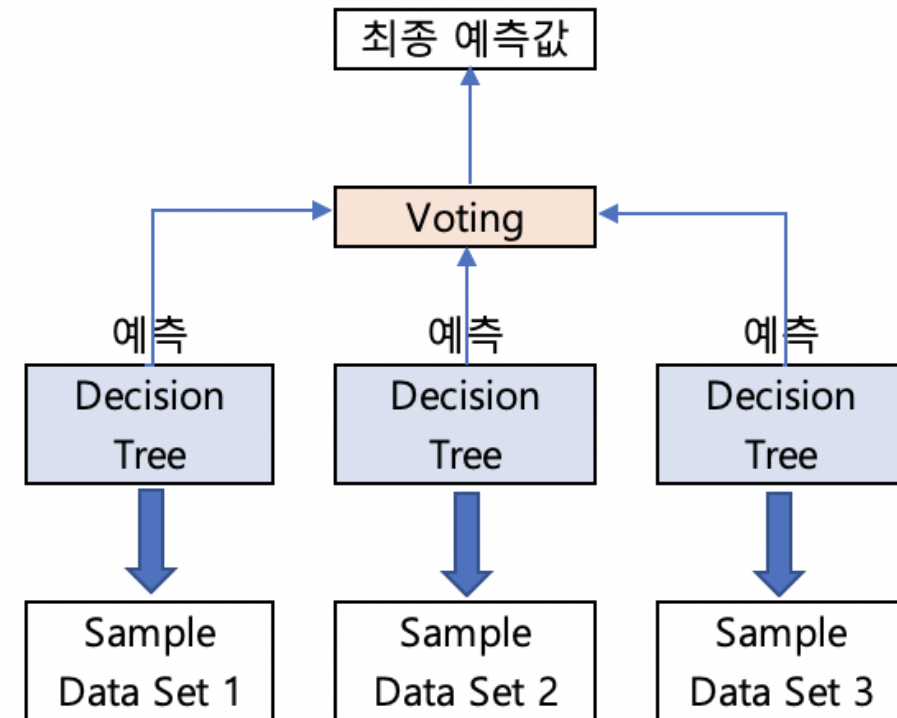 최종 예측값
Voting
예측 예측 예측
Decision Decision Decision
Tree Tree Tree
Sample Sample Sample
Data Set 1 Data Set 2 Data Set 3